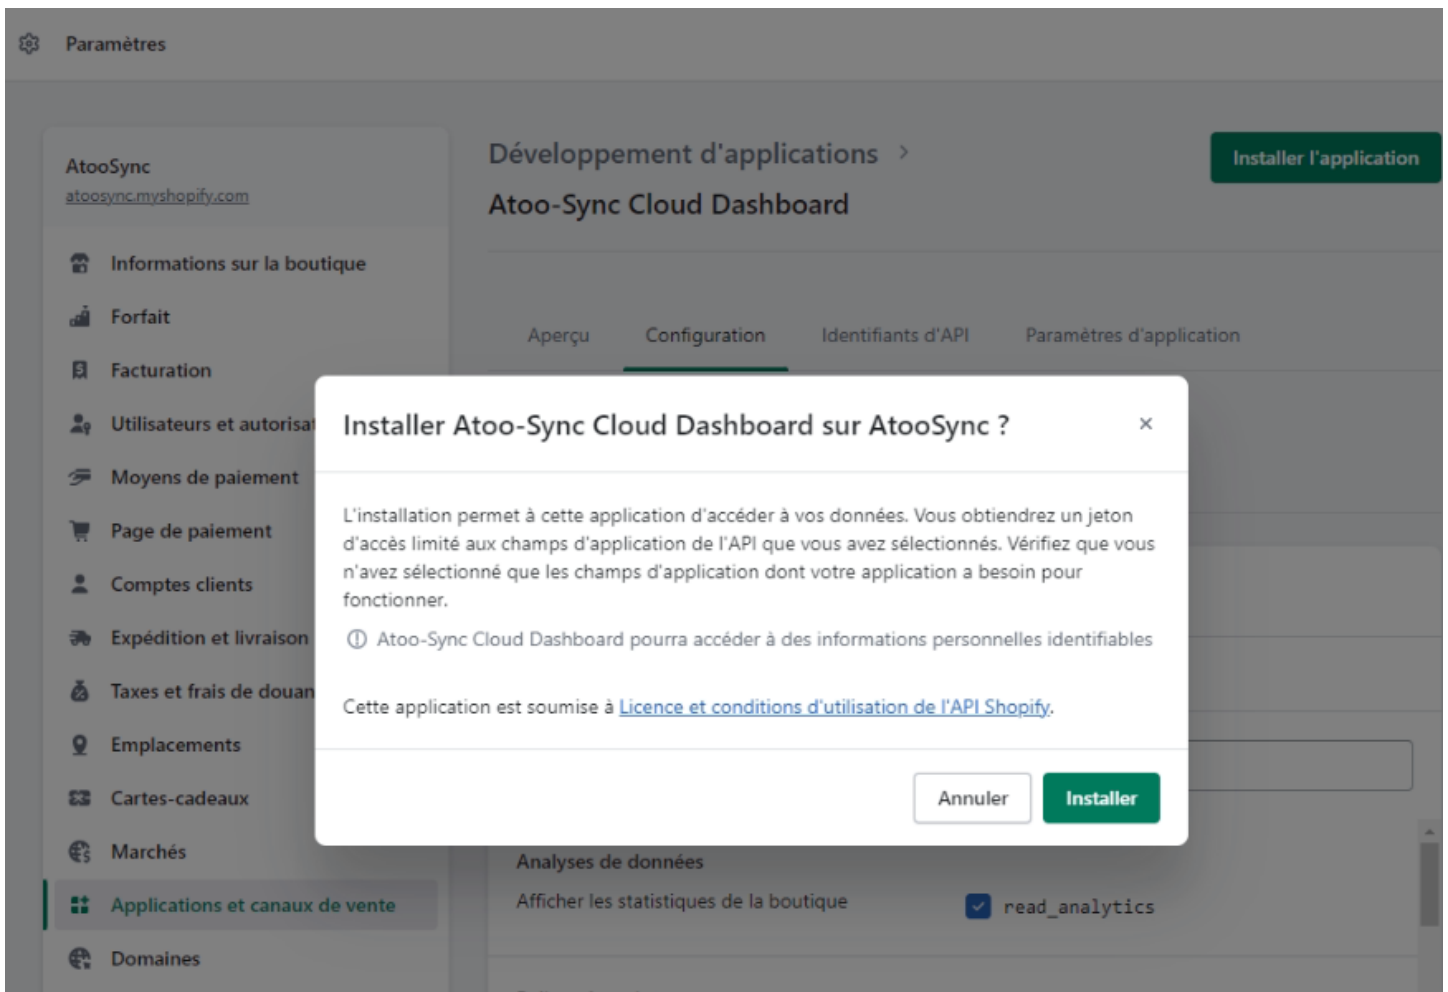 Paramètres
AtooSync
atoosync.myshopify.com
Informations sur la boutique
Forfait
Facturation
Utilisateurs et autorisat
Moyens de paiement
Page de paiement
Comptes clients
Expédition et livraison
Taxes et frais de douan
Emplacements
Cartes-cadeaux
Marchés
Applications et canaux de vente
Domaines
Développement d'applications >
Atoo-Sync Cloud Dashboard
Installer l'application
Aperçu
Configuration
Identifiants d'API
Paramètres d'application
Installer Atoo-Sync Cloud Dashboard sur AtooSync ?
L'installation permet à cette application d'accéder à vos données. Vous obtiendrez un jeton
d'accès limité aux champs d'application de l'API que vous avez sélectionnés. Vérifiez que vous
n'avez sélectionné que les champs d'application dont votre application a besoin pour
fonctionner.
Atoo-Sync Cloud Dashboard pourra accéder à des informations personnelles identifiables
Cette application est soumise à Licence et conditions d'utilisation de l'API Shopify.
Annuler
Installer
Analyses de données
Afficher les statistiques de la boutique
read_analytics